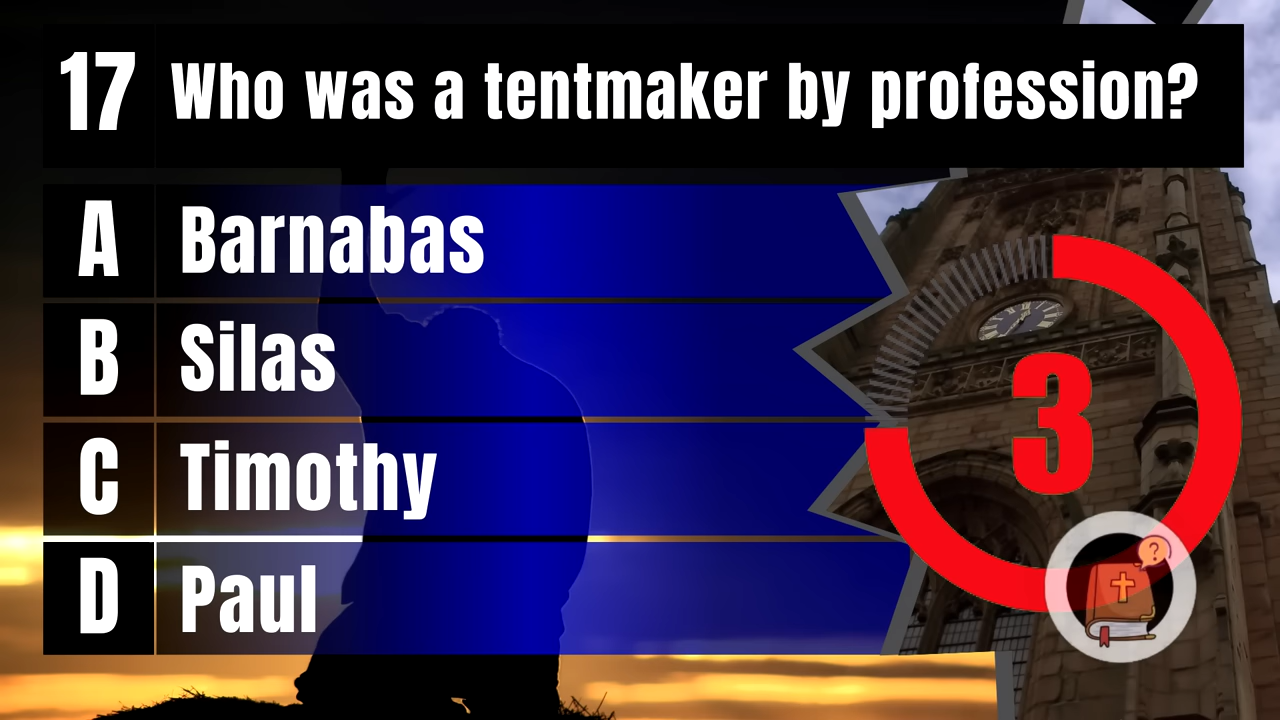 17 Who was a tentmaker by profession?
A Barnabas
B Silas
C Timothy
D Paul
3
?